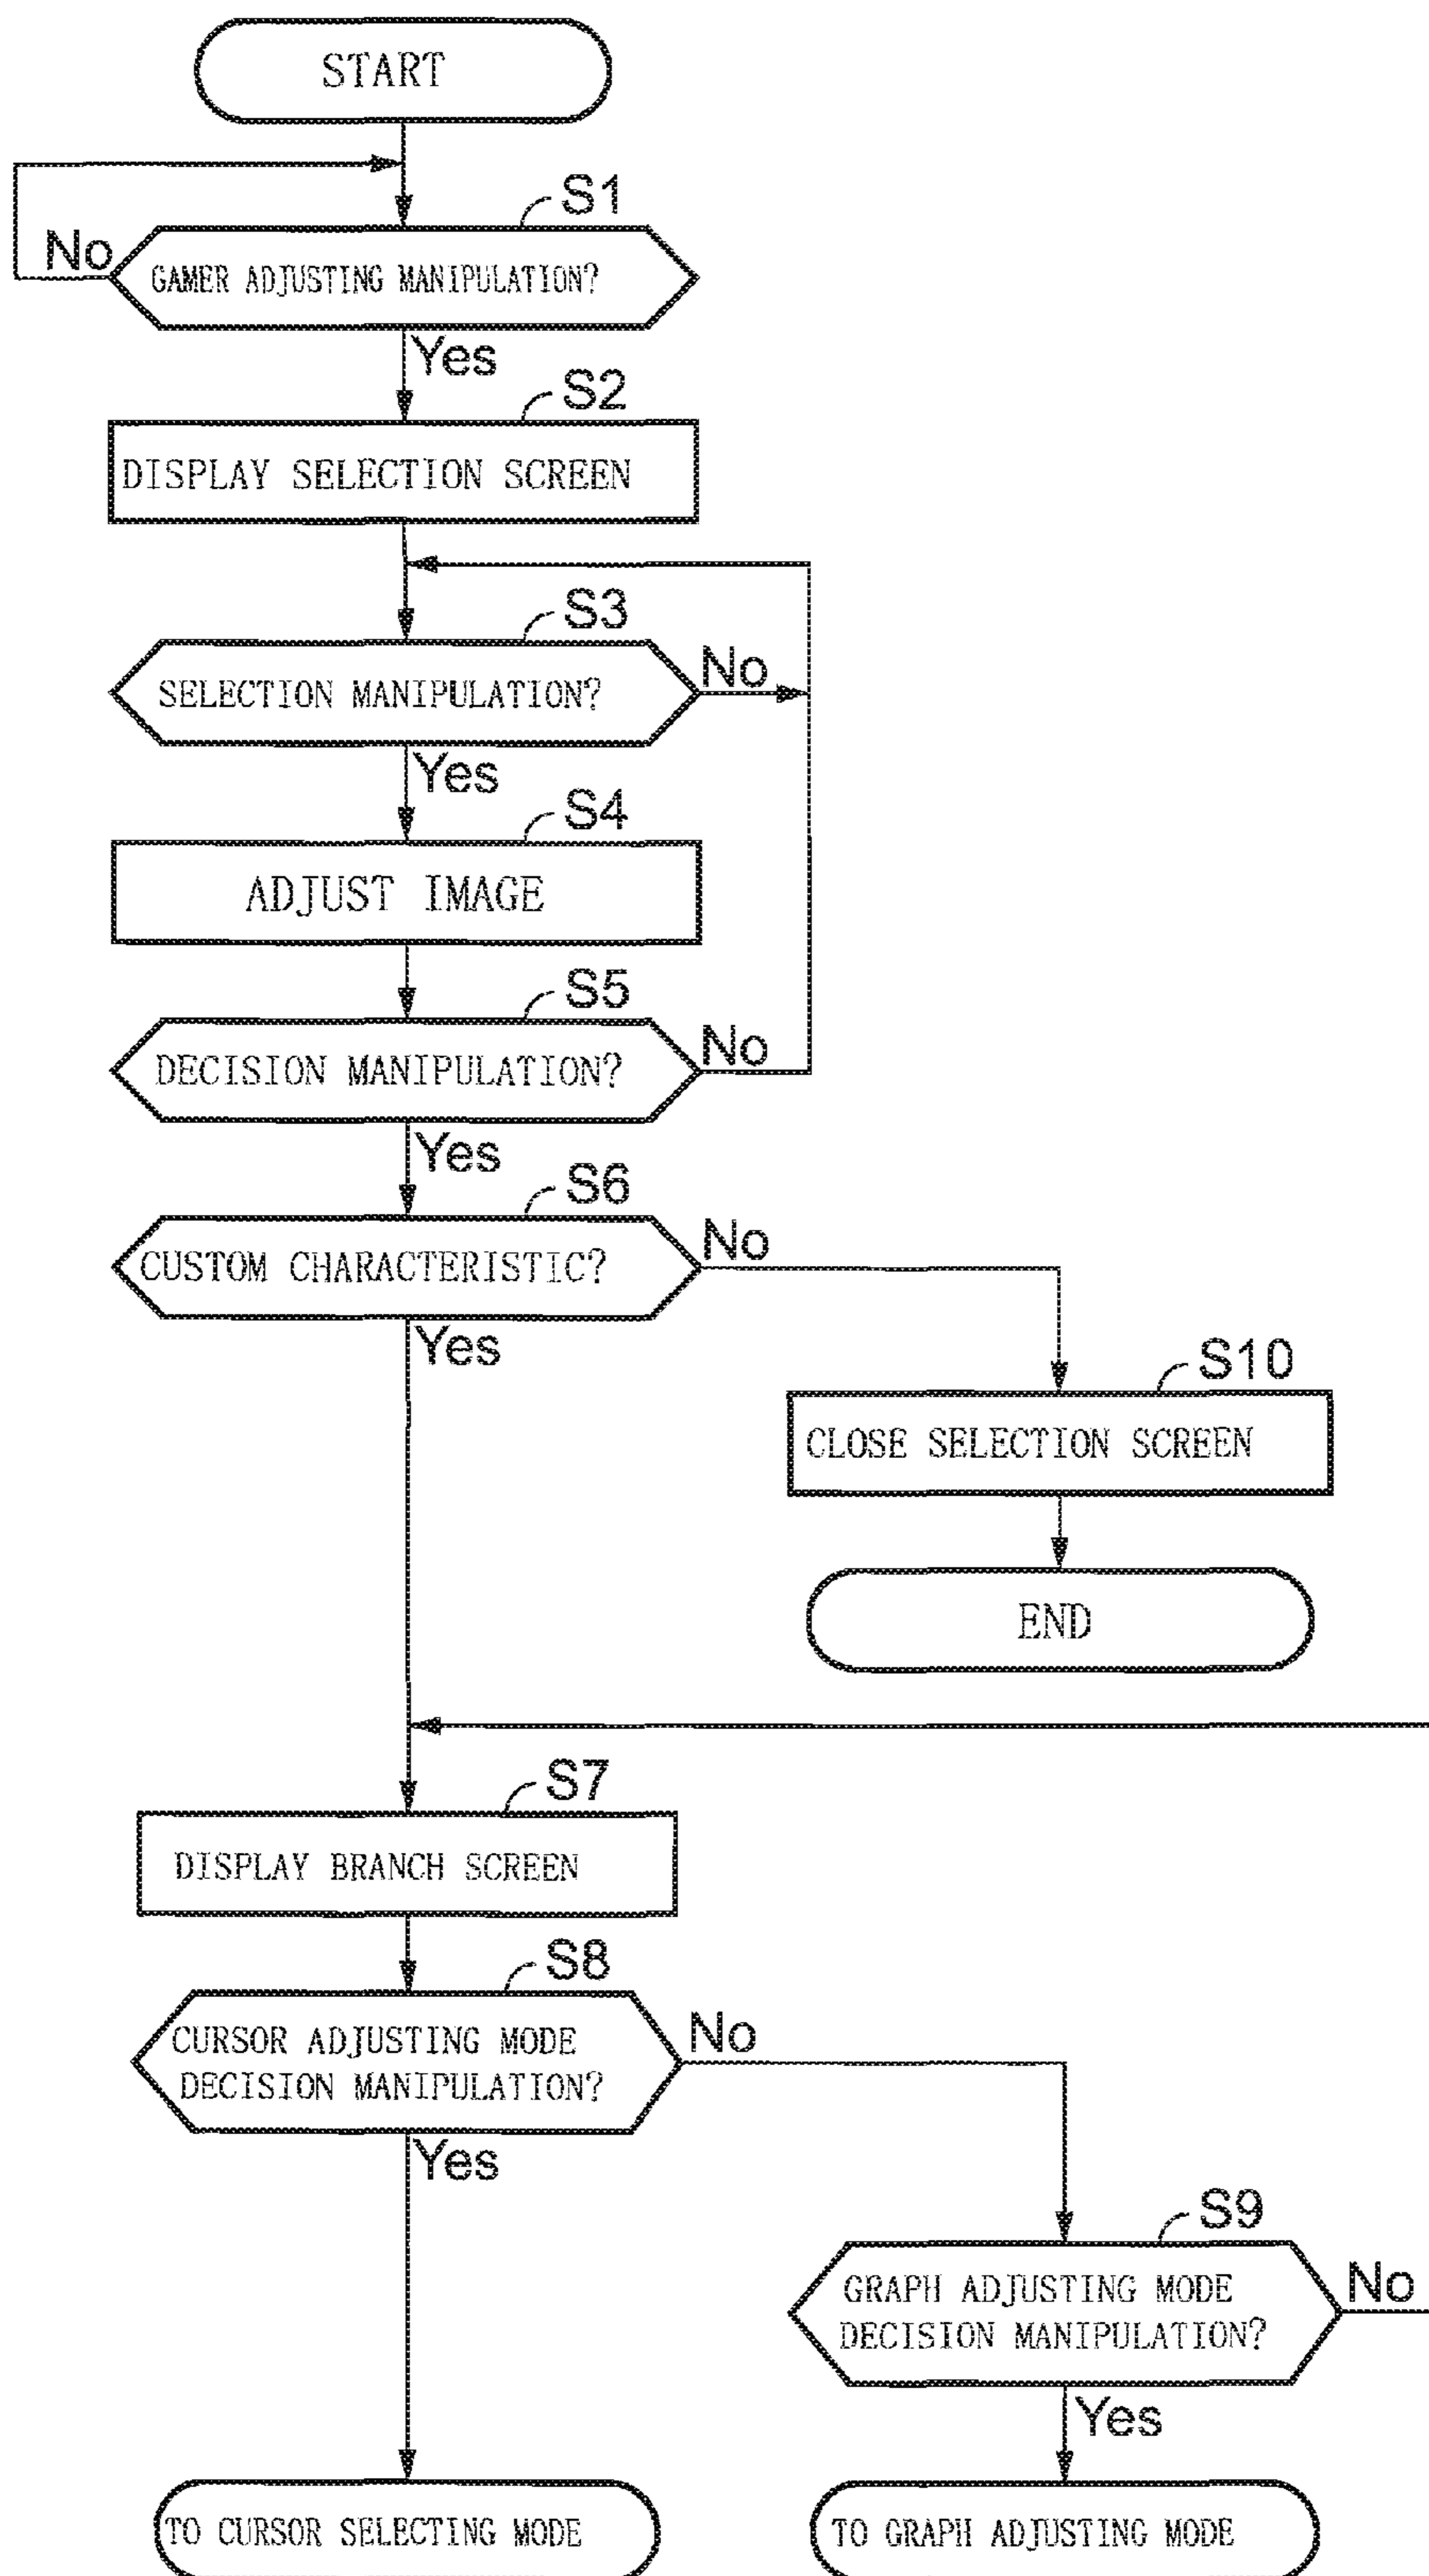 START
S1
No
GAMER ADJUSTING MANIPULATION?
Yes
S2
DISPLAY SELECTION SCREEN
S3
No
SELECTION MANIPULATION?
Yes
S4
ADJUST IMAGE
S5
No
DECISION MANIPULATION?
Yes
S6
No
CUSTOM CHARACTERISTIC?
Yes
S10
CLOSE SELECTION SCREEN
END
S7
DISPLAY BRANCH SCREEN
S8
No
CURSOR ADJUSTING MODE
DECISION MANIPULATION?
Yes
S9
No
GRAPH ADJUSTING MODE
DECISION MANIPULATION?
Yes
TO CURSOR SELECTING MODE
TO GRAPH ADJUSTING MODE